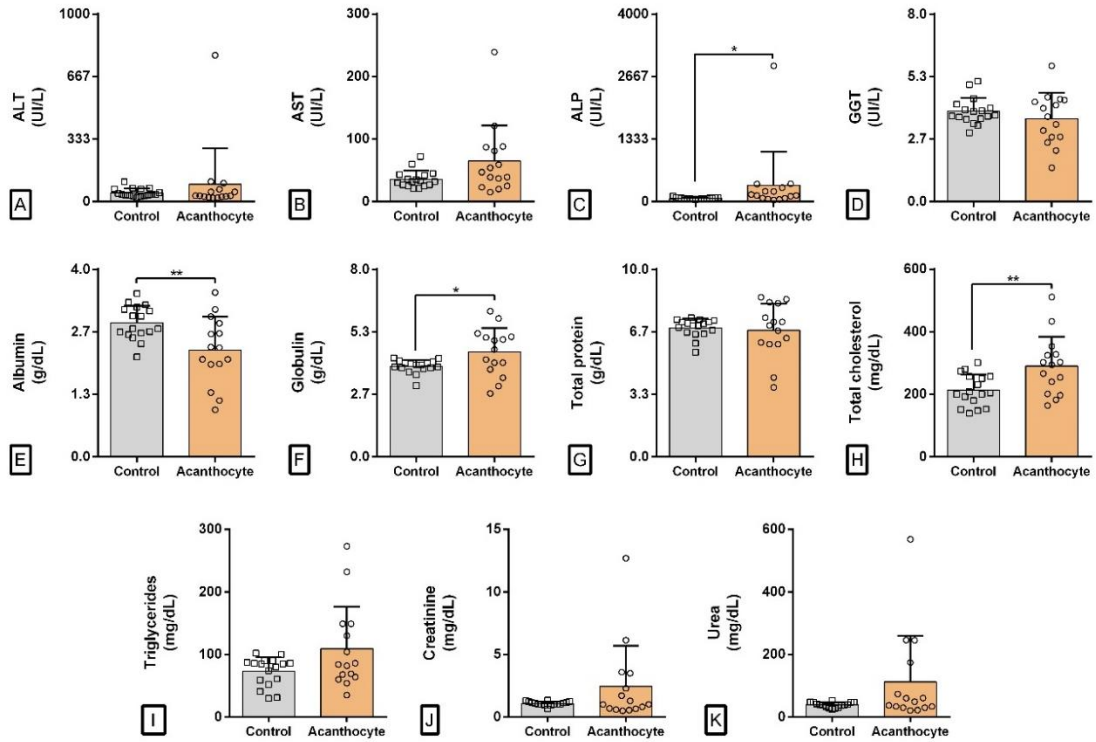 1000
667
333
0
ALT
(UI/L)
Control
Acanthocyte
A
300
200
100
0
AST
(UI/L)
Control
Acanthocyte
B
4000
2667
1333
0
ALP
(UI/L)
*
Control
Acanthocyte
C
8.0
5.3
2.7
0.0
GGT
(UI/L)
Control
Acanthocyte
D
4.0
2.7
1.3
0.0
Albumin
(g/dL)
**
Control
Acanthocyte
E
8.0
5.3
2.7
0.0
Globulin
(g/dL)
*
Control
Acanthocyte
F
10.0
6.7
3.3
0.0
Total protein
(g/dL)
Control
Acanthocyte
G
600
400
200
0
Total cholesterol
(mg/dL)
**
Control
Acanthocyte
H
300
200
100
0
Triglycerides
(mg/dL)
Control
Acanthocyte
I
15
10
5
0
Creatinine
(mg/dL)
Control
Acanthocyte
J
600
400
200
0
Urea
(mg/dL)
Control
Acanthocyte
K